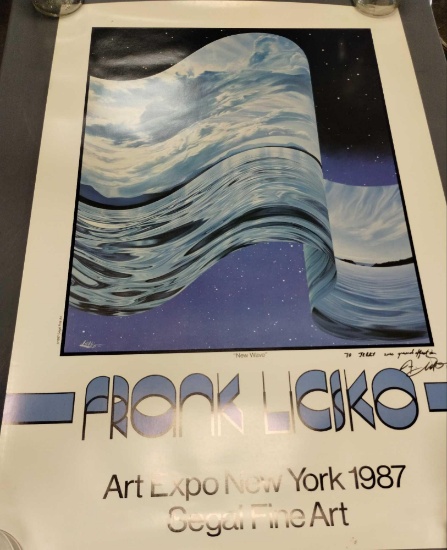 "New Wave"
TO JERRY
FRANK LICSKO
Art Expo New York 1987
Segal Fine Art